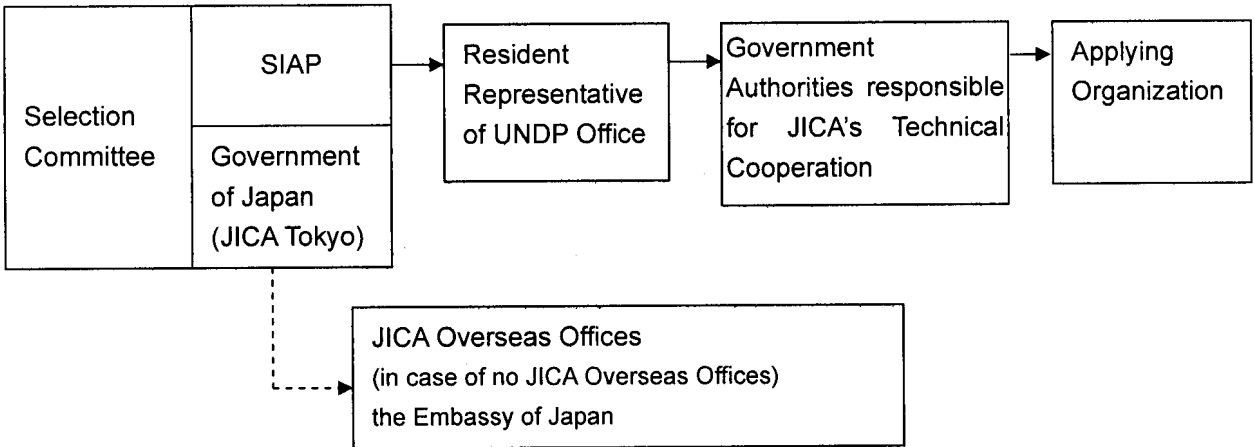 Selection
Committee
SIAP
Government
of Japan
(JICA Tokyo)
Resident
Representative
of UNDP Office
Government
Authorities responsible
for JICA's Technical
Cooperation
Applying
Organization
JICA Overseas Offices
(in case of no JICA Overseas Offices)
the Embassy of Japan